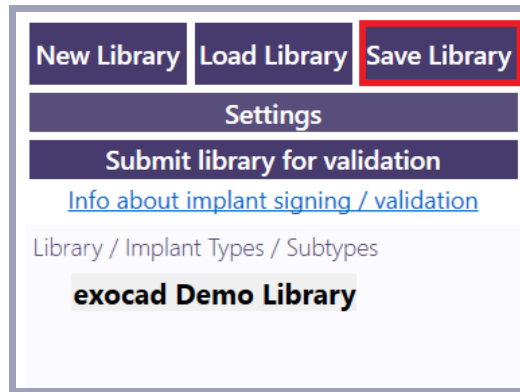 New Library Load Library Save Library
Settings
Submit library for validation
Info about implant signing / validation
Library / Implant Types / Subtypes
exocad Demo Library